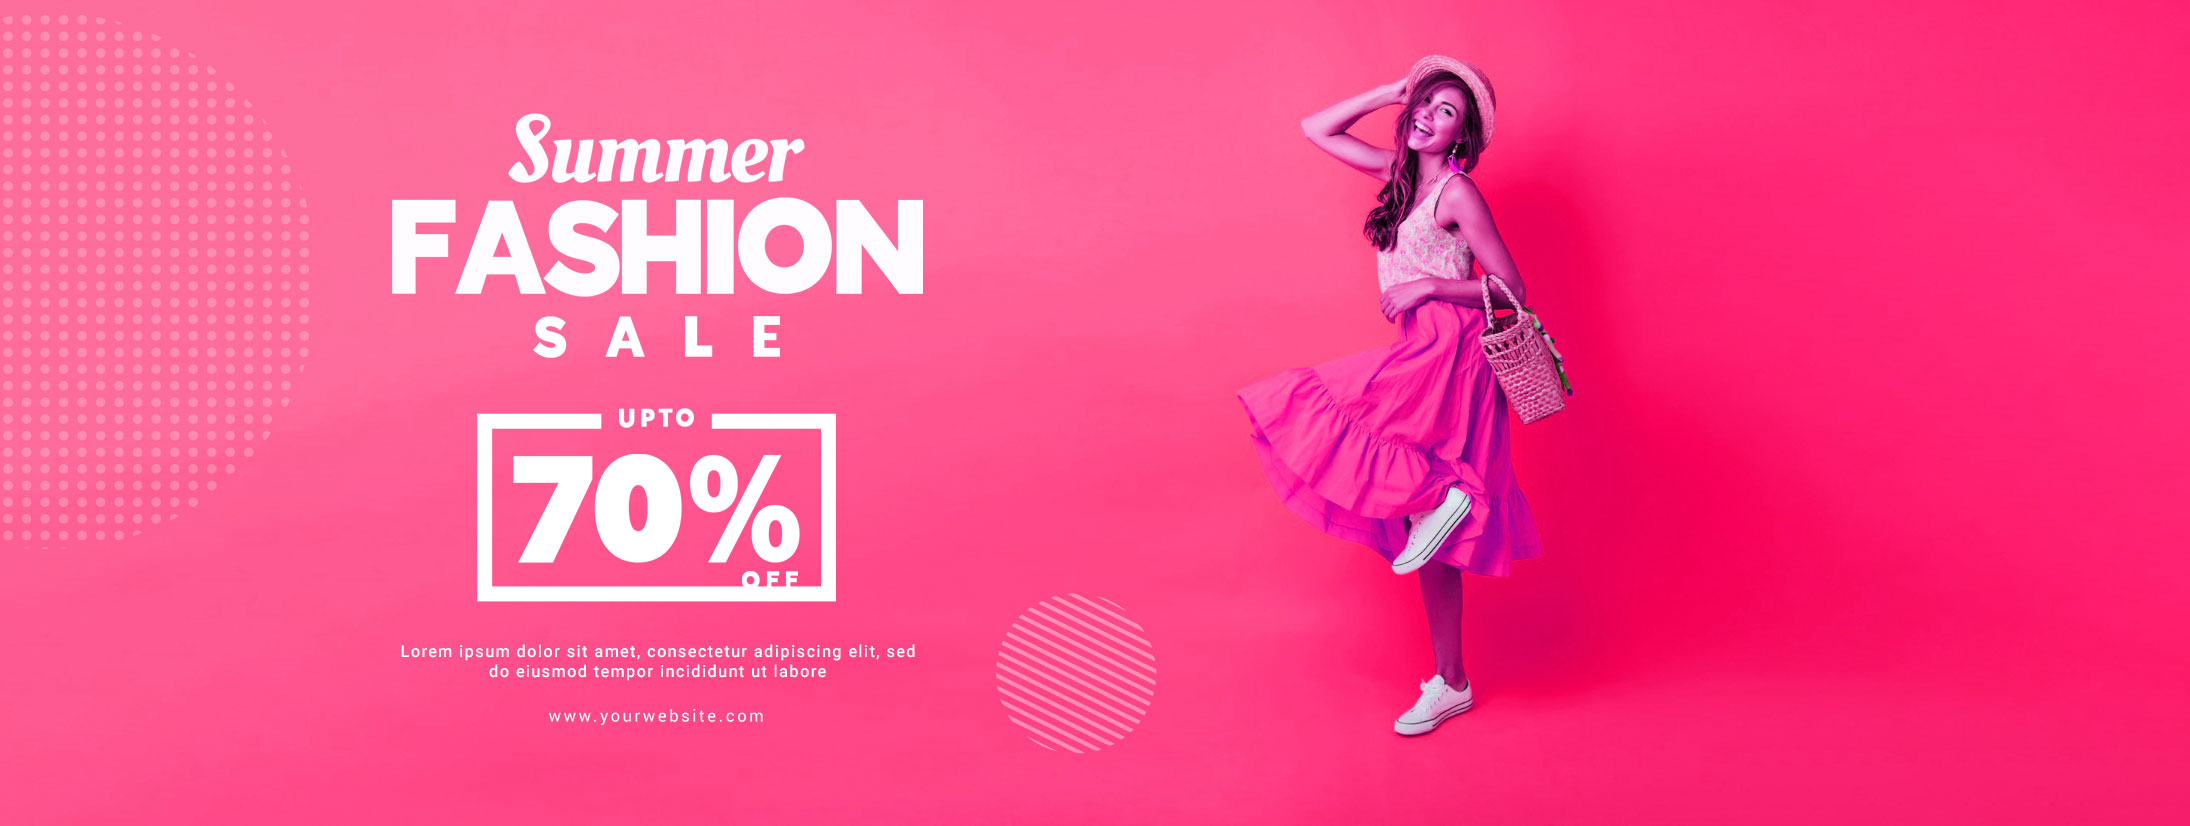 Summer
FASHION
SALE
UPTO
70%
OFF
Lorem ipsum dolor sit amet, consectetur adipiscing elit, sed
do eiusmod tempor incididunt ut labore
www.yourwebsite.com